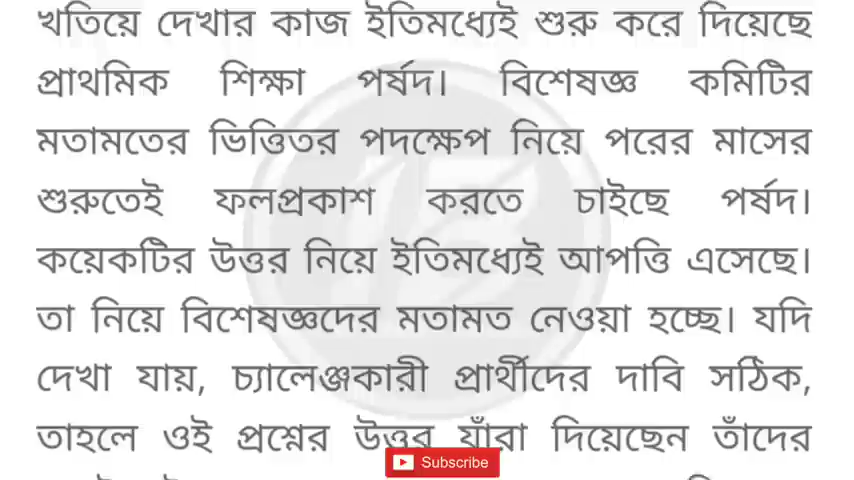 খতিয়ে দেখার কাজ ইতিমধ্যেই শুরু করে দিয়েছে
প্রাথমিক শিক্ষা পর্ষদ। বিশেষজ্ঞ কমিটির
মতামতের ভিত্তিতর পদক্ষেপ নিয়ে পরের মাসের
শুরুতেই ফলপ্রকাশ করতে চাইছে পর্ষদ।
কয়েকটির উত্তর নিয়ে ইতিমধ্যেই আপত্তি এসেছে।
তা নিয়ে বিশেষজ্ঞদের মতামত নেওয়া হচ্ছে। যদি
দেখা যায়, চ্যালেঞ্জকারী প্রার্থীদের দাবি সঠিক,
তাহলে ওই প্রশ্নের উত্তর যাঁরা দিয়েছেন তাঁদের
Subscribe